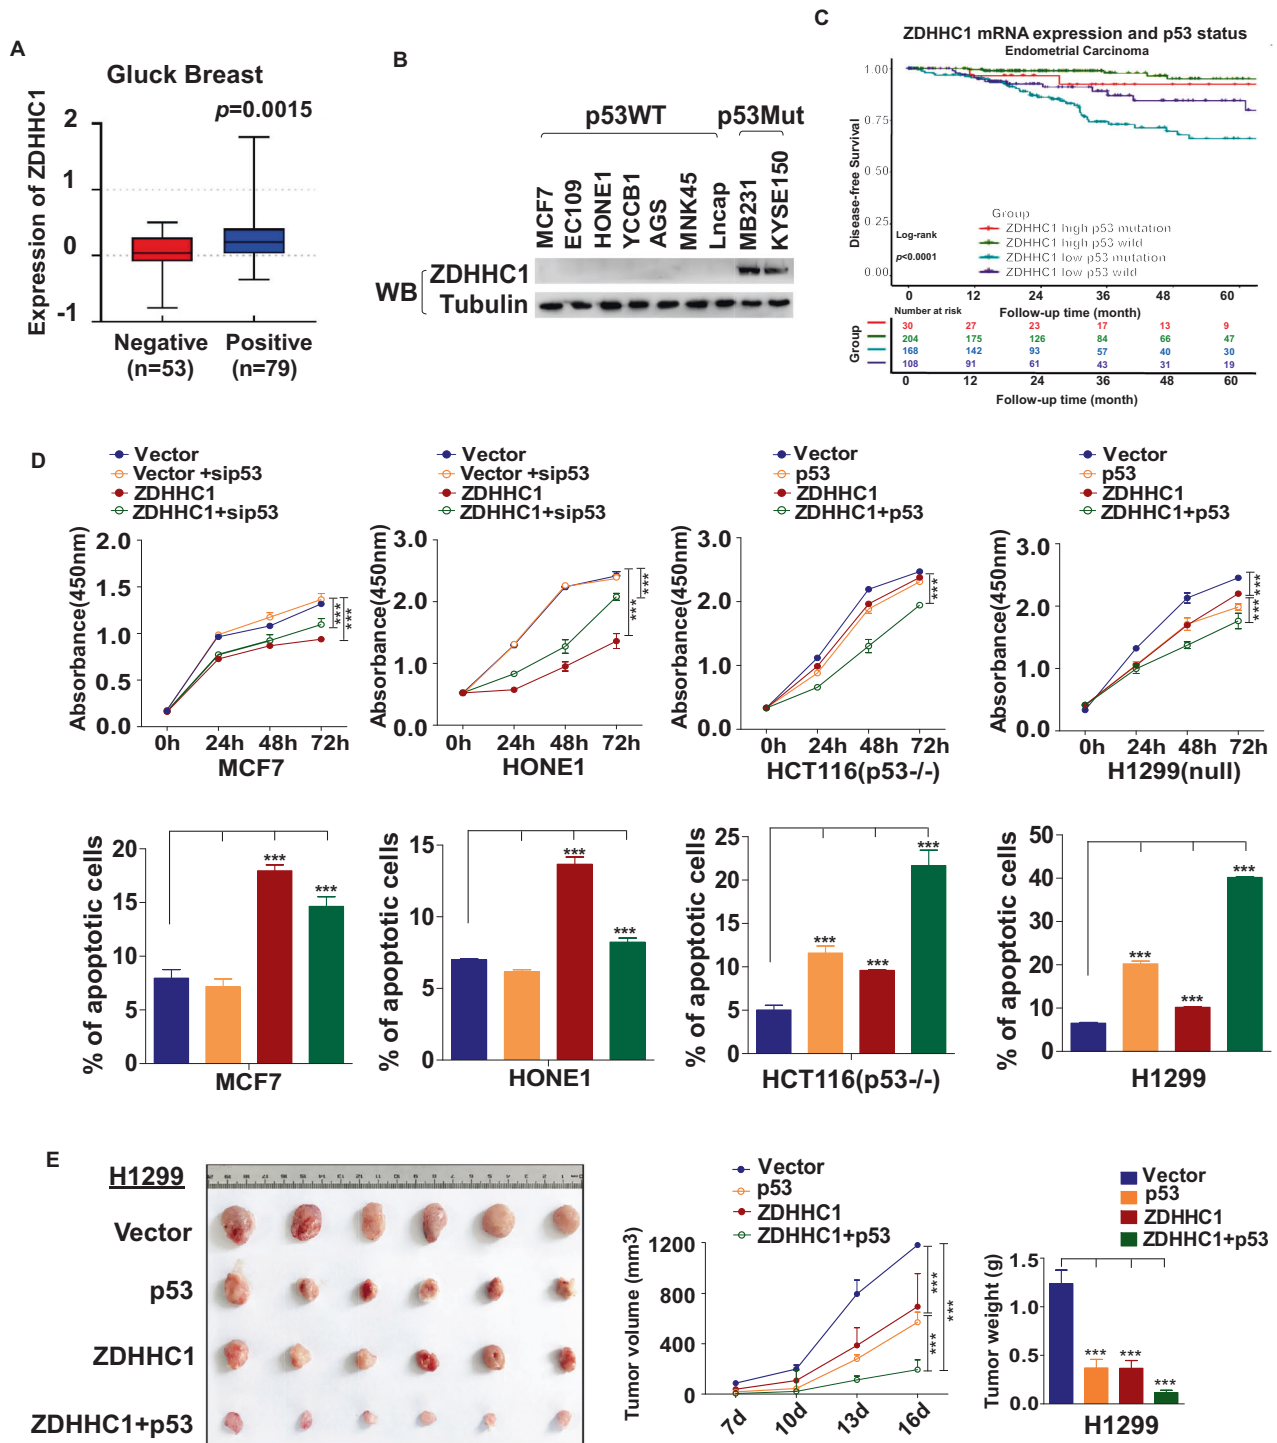 A
Gluck Breast
p=0.0015
Expression of ZDHHC1
2
1
0
-1
Negative
(n=53)
Positive
(n=79)
B
p53WT
p53Mut
MCF7
EC109
HONE1
YCCB1
AGS
MNK45
Lncap
MB231
KYSE150
WB
ZDHHC1
Tubulin
C
ZDHHC1 mRNA expression and p53 status
Endometrial Carcinoma
Disease-free Survival
1.00
0.75
0.50
0.25
0.00
Log-rank
p<0.0001
Group
ZDHHC1 high p53 mutation
ZDHHC1 high p53 wild
ZDHHC1 low p53 mutation
ZDHHC1 low p53 wild
0 12 24 36 48 60
Follow-up time (month)
Number at risk
Group
30 27 23 17 13 9
204 175 126 84 66 47
168 142 93 57 40 30
108 91 61 43 31 19
0 12 24 36 48 60
Follow-up time (month)
D
Vector
Vector +sip53
ZDHHC1
ZDHHC1+sip53
Absorbance(450nm)
2.0
1.5
1.0
0.5
0.0
***
***
0h 24h 48h 72h
MCF7
Vector
Vector +sip53
ZDHHC1
ZDHHC1+sip53
Absorbance(450nm)
3.0
2.0
1.0
0.0
***
***
0h 24h 48h 72h
HONE1
Vector
p53
ZDHHC1
ZDHHC1+p53
Absorbance(450nm)
3.0
2.0
1.0
0.0
***
0h 24h 48h 72h
HCT116(p53-/-)
Vector
p53
ZDHHC1
ZDHHC1+p53
Absorbance(450nm)
3.0
2.0
1.0
0.0
***
***
0h 24h 48h 72h
H1299(null)
% of apoptotic cells
20
15
10
5
0
***
***
MCF7
% of apoptotic cells
15
10
5
0
***
***
HONE1
% of apoptotic cells
25
20
15
10
5
0
***
***
***
HCT116(p53-/-)
% of apoptotic cells
50
40
30
20
10
0
***
***
***
H1299
E
H1299
Vector
p53
ZDHHC1
ZDHHC1+p53
Vector
p53
ZDHHC1
ZDHHC1+p53
Tumor volume (mm3)
1200
800
400
0
***
***
***
7d 10d 13d 16d
Vector
p53
ZDHHC1
ZDHHC1+p53
Tumor weight (g)
1.5
1.0
0.5
0.0
***
***
***
H1299